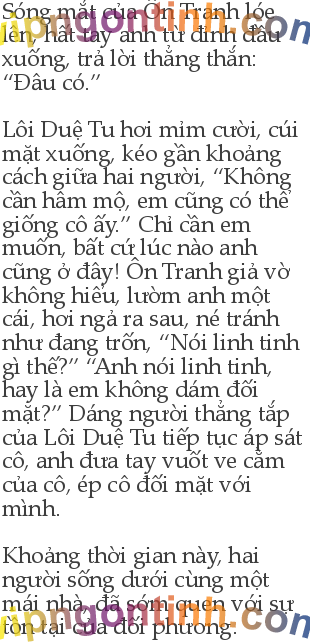 Sóng mắt của Ôn Tranh lóe
lên, hất tay anh từ đỉnh đầu
xuống, trả lời thẳng thắn:
“Đâu có.”

Lôi Duệ Tu hơi mỉm cười, cúi
mặt xuống, kéo gần khoảng
cách giữa hai người, “Không
cần hâm mộ, em cũng có thể
giống cô ấy.” Chỉ cần em
muốn, bất cứ lúc nào anh
cũng ở đây! Ôn Tranh giả vờ
không hiểu, lườm anh một
cái, hơi ngả ra sau, né tránh
như đang trốn, “Nói linh tinh
gì thế?” “Anh nói linh tinh,
hay là em không dám đối
mặt?” Dáng người thẳng tắp
của Lôi Duệ Tu tiếp tục áp sát
cô, anh đưa tay vuốt ve cằm
của cô, ép cô đối mặt với
mình.

Khoảng thời gian này, hai
người sống dưới cùng một
mái nhà, đã sớm quen với sự
tồn tại của đối phương